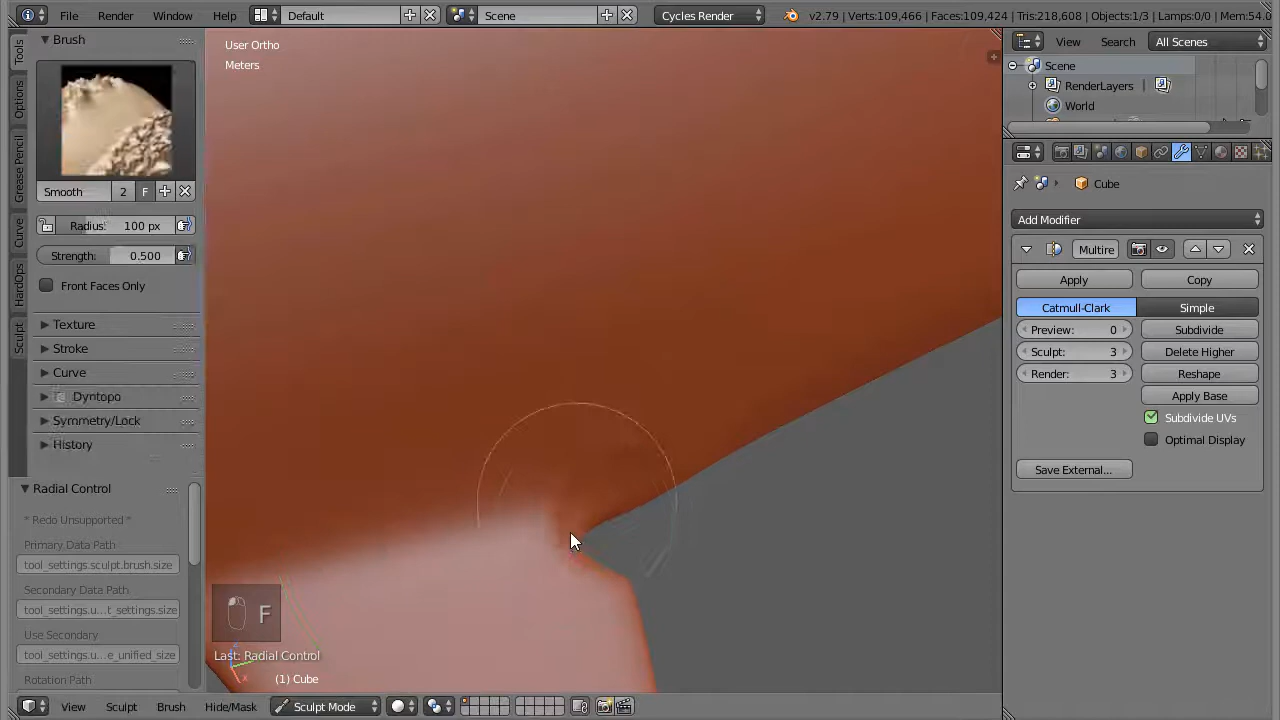 File Render Window Help Default Scene Cycles Render v2.79 | Verts:109,466 | Faces:109,424 | Tris:218,608 | Objects:1/3 | Lamps:0/0 | Mem:54.0
Brush
User Ortho
Meters
View Search All Scenes
Scene
RenderLayers
World
Tools
Options
Grease Pencil
Curve
HardOps
Sculpt
Smooth 2 F
Radius: 100 px
Strength: 0.500
Front Faces Only
Texture
Stroke
Curve
Dyntopo
Symmetry/Lock
History
Cube
Add Modifier
Multire
Apply Copy
Catmull-Clark Simple
Preview: 0 Subdivide
Sculpt: 3 Delete Higher
Render: 3 Reshape
Apply Base
Subdivide UVs
Optimal Display
Save External...
Radial Control
* Redo Unsupported *
Primary Data Path
tool_settings.sculpt.brush.size
Secondary Data Path
tool_settings.u...t_settings.size
Use Secondary
tool_settings.u...e_unified_size
Rotation Path
F
Last: Radial Control
(1) Cube
View Sculpt Brush Hide/Mask Sculpt Mode